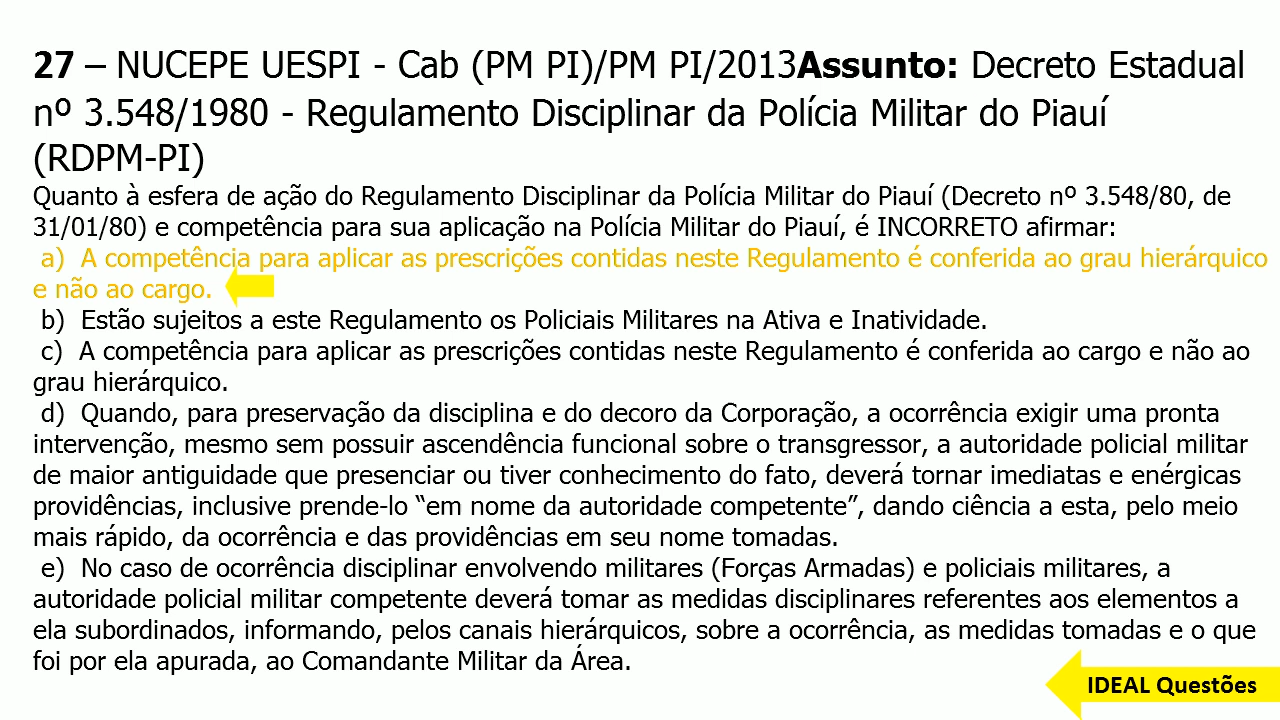 27 – NUCEPE UESPI - Cab (PM PI)/PM PI/2013Assunto: Decreto Estadual
nº 3.548/1980 - Regulamento Disciplinar da Polícia Militar do Piauí
(RDPM-PI)
Quanto à esfera de ação do Regulamento Disciplinar da Polícia Militar do Piauí (Decreto nº 3.548/80, de
31/01/80) e competência para sua aplicação na Polícia Militar do Piauí, é INCORRETO afirmar:
a) A competência para aplicar as prescrições contidas neste Regulamento é conferida ao grau hierárquico
e não ao cargo.
b) Estão sujeitos a este Regulamento os Policiais Militares na Ativa e Inatividade.
c) A competência para aplicar as prescrições contidas neste Regulamento é conferida ao cargo e não ao
grau hierárquico.
d) Quando, para preservação da disciplina e do decoro da Corporação, a ocorrência exigir uma pronta
intervenção, mesmo sem possuir ascendência funcional sobre o transgressor, a autoridade policial militar
de maior antiguidade que presenciar ou tiver conhecimento do fato, deverá tornar imediatas e enérgicas
providências, inclusive prende-lo “em nome da autoridade competente”, dando ciência a esta, pelo meio
mais rápido, da ocorrência e das providências em seu nome tomadas.
e) No caso de ocorrência disciplinar envolvendo militares (Forças Armadas) e policiais militares, a
autoridade policial militar competente deverá tomar as medidas disciplinares referentes aos elementos a
ela subordinados, informando, pelos canais hierárquicos, sobre a ocorrência, as medidas tomadas e o que
foi por ela apurada, ao Comandante Militar da Área.
IDEAL Questões